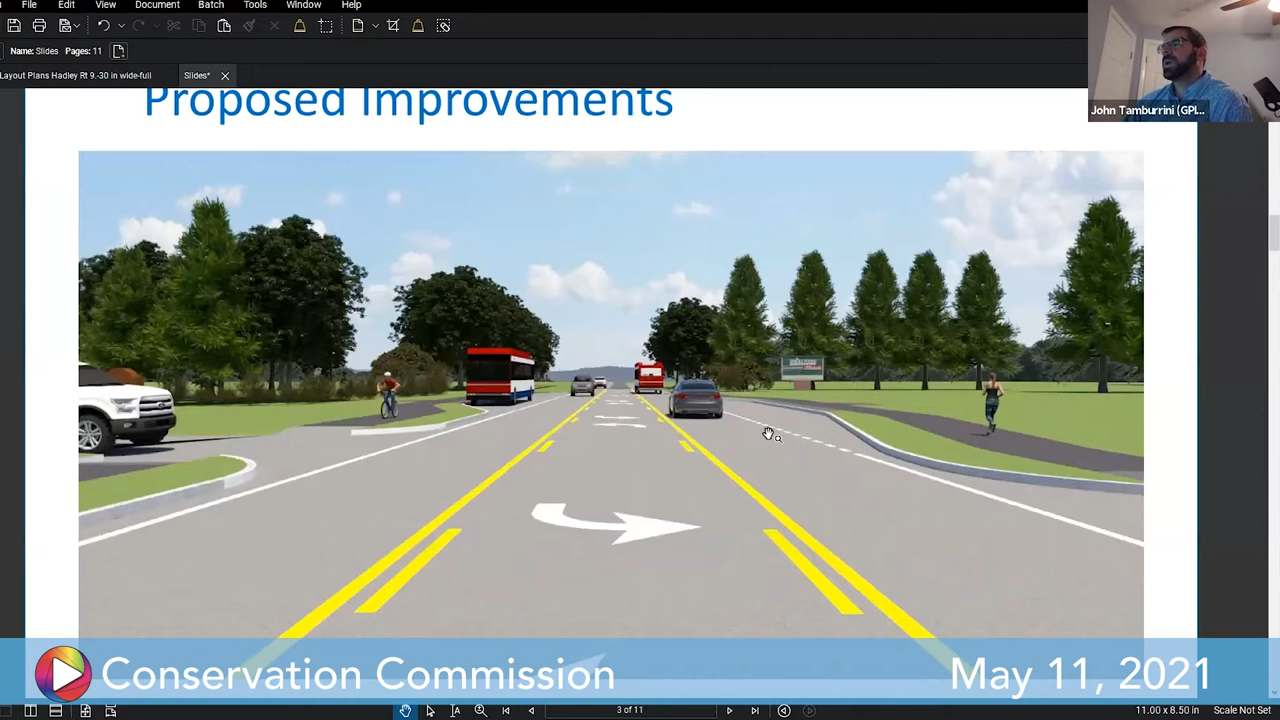 File Edit View Document Batch Tools Window Help
Name: Slides Pages: 11
Layout Plans Hadley Rt 9.-30 in wide-full Slides*
Proposed Improvements
John Tamburrini (GPI...
Conservation Commission May 11, 2021
3 of 11 11.00 x 8.50 in Scale Not Set